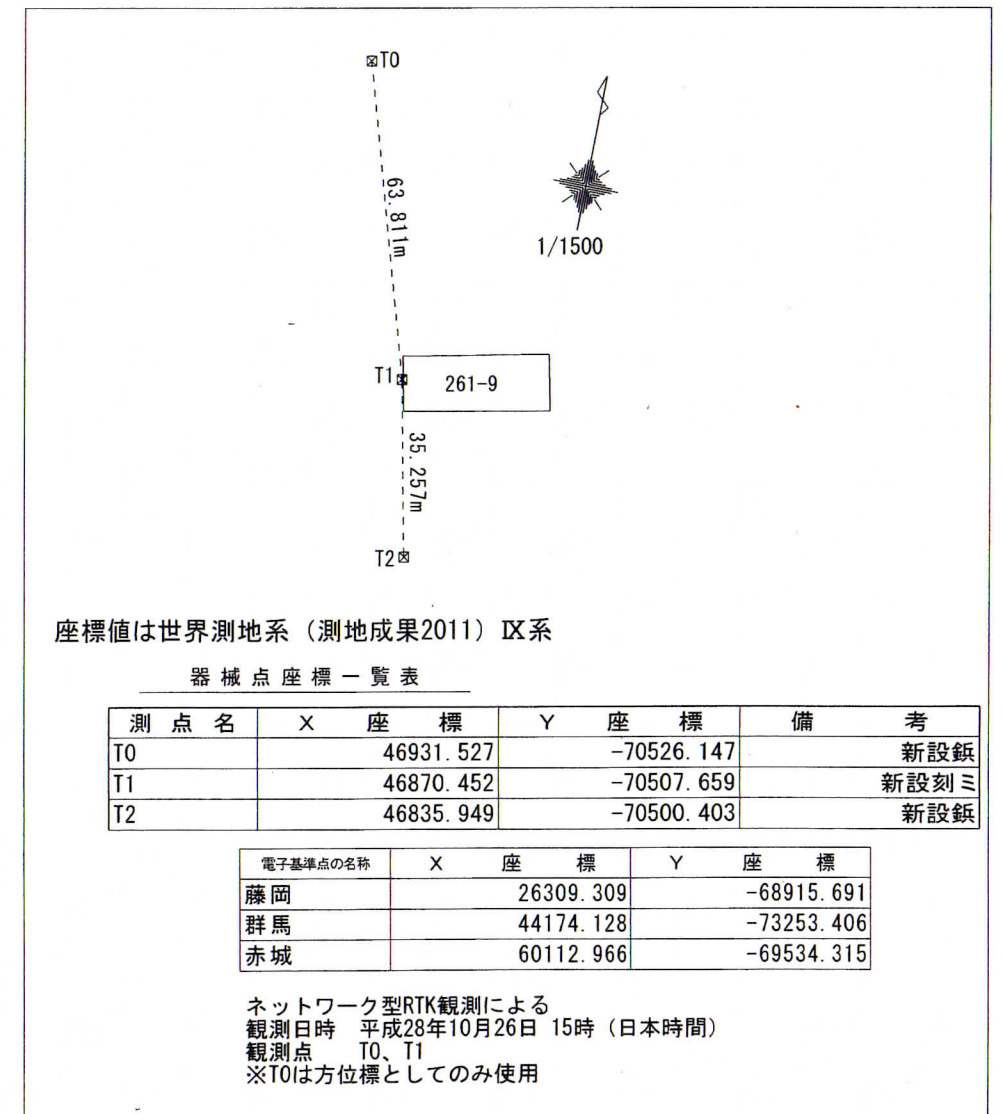 T0
63.811m
1/1500
T1
261-9
35.257m
T2
座標値は世界測地系（測地成果2011）Ⅸ系
器械点座標一覧表
測点名 X座標 Y座標 備考
T0 46931.527 -70526.147 新設鋲
T1 46870.452 -70507.659 新設刻ミ
T2 46835.949 -70500.403 新設鋲
電子基準点の名称 X座標 Y座標
藤岡 26309.309 -68915.691
群馬 44174.128 -73253.406
赤城 60112.966 -69534.315
ネットワーク型RTK観測による
観測日時 平成28年10月26日 15時（日本時間）
観測点 T0、T1
※T0は方位標としてのみ使用